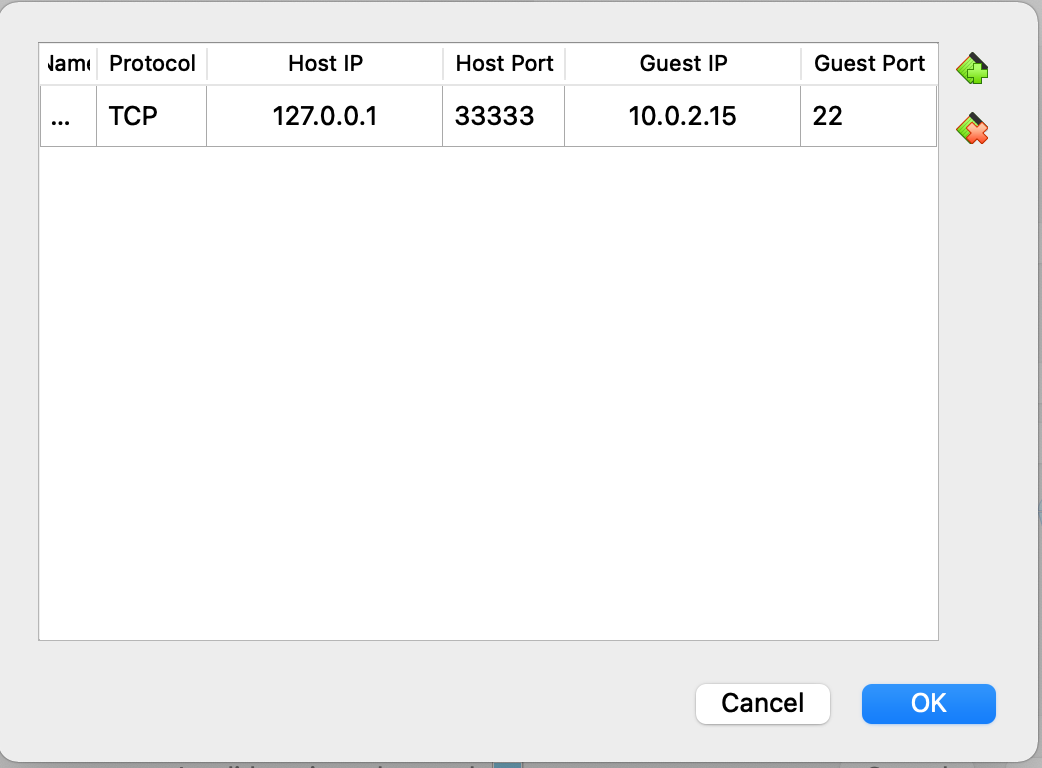 Name Protocol Host IP Host Port Guest IP Guest Port
... TCP 127.0.0.1 33333 10.0.2.15 22
Cancel OK